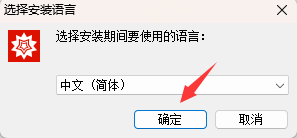 选择安装语言
选择安装期间要使用的语言：
中文（简体）
确定
取消